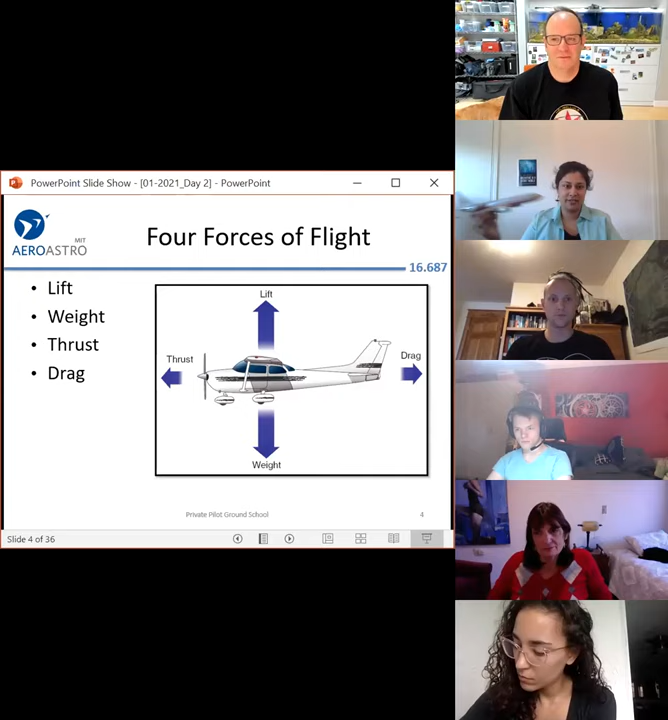 PowerPoint Slide Show - [01-2021_Day 2] - PowerPoint
MIT
AEROASTRO
Four Forces of Flight
16.687
• Lift
• Weight
• Thrust
• Drag
Lift
Thrust
Drag
Weight
Private Pilot Ground School
4
Slide 4 of 36